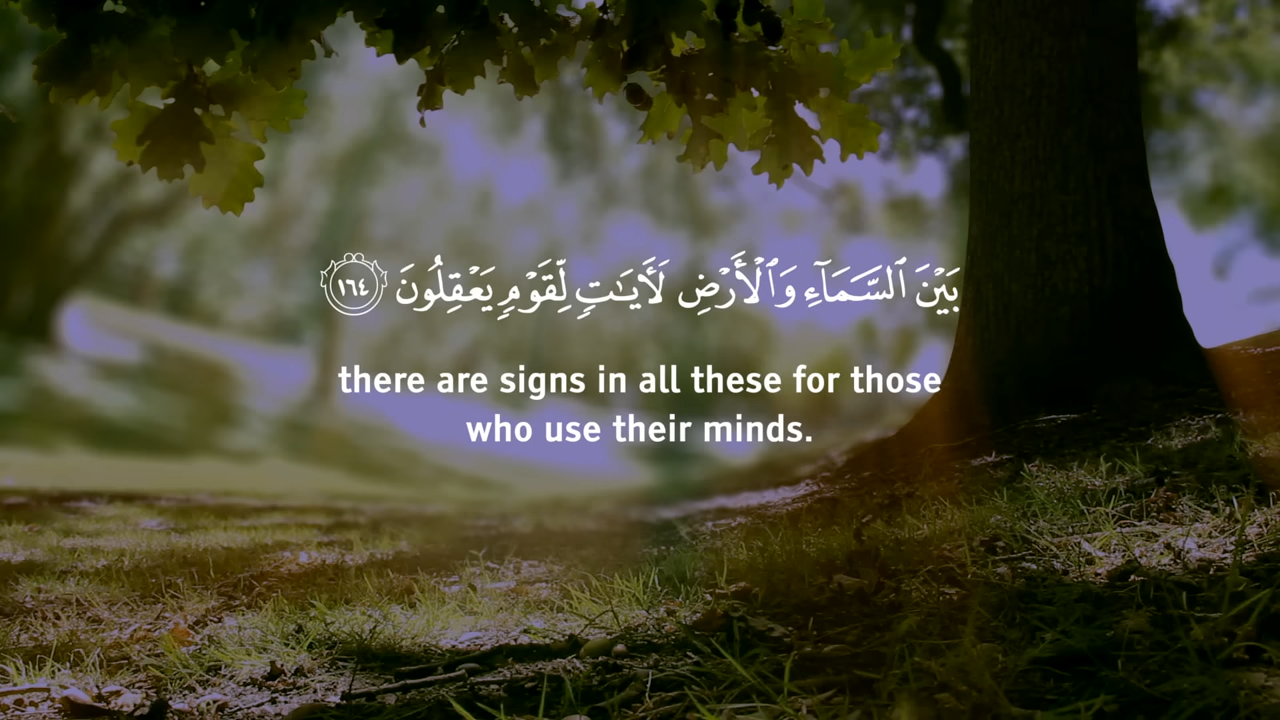 بَيْنَ ٱلسَّمَآءِ وَٱلْأَرْضِ لَـَٔايَـٰتٍ لِّقَوْمٍ يَعْقِلُونَ ١٦٤
there are signs in all these for those
who use their minds.